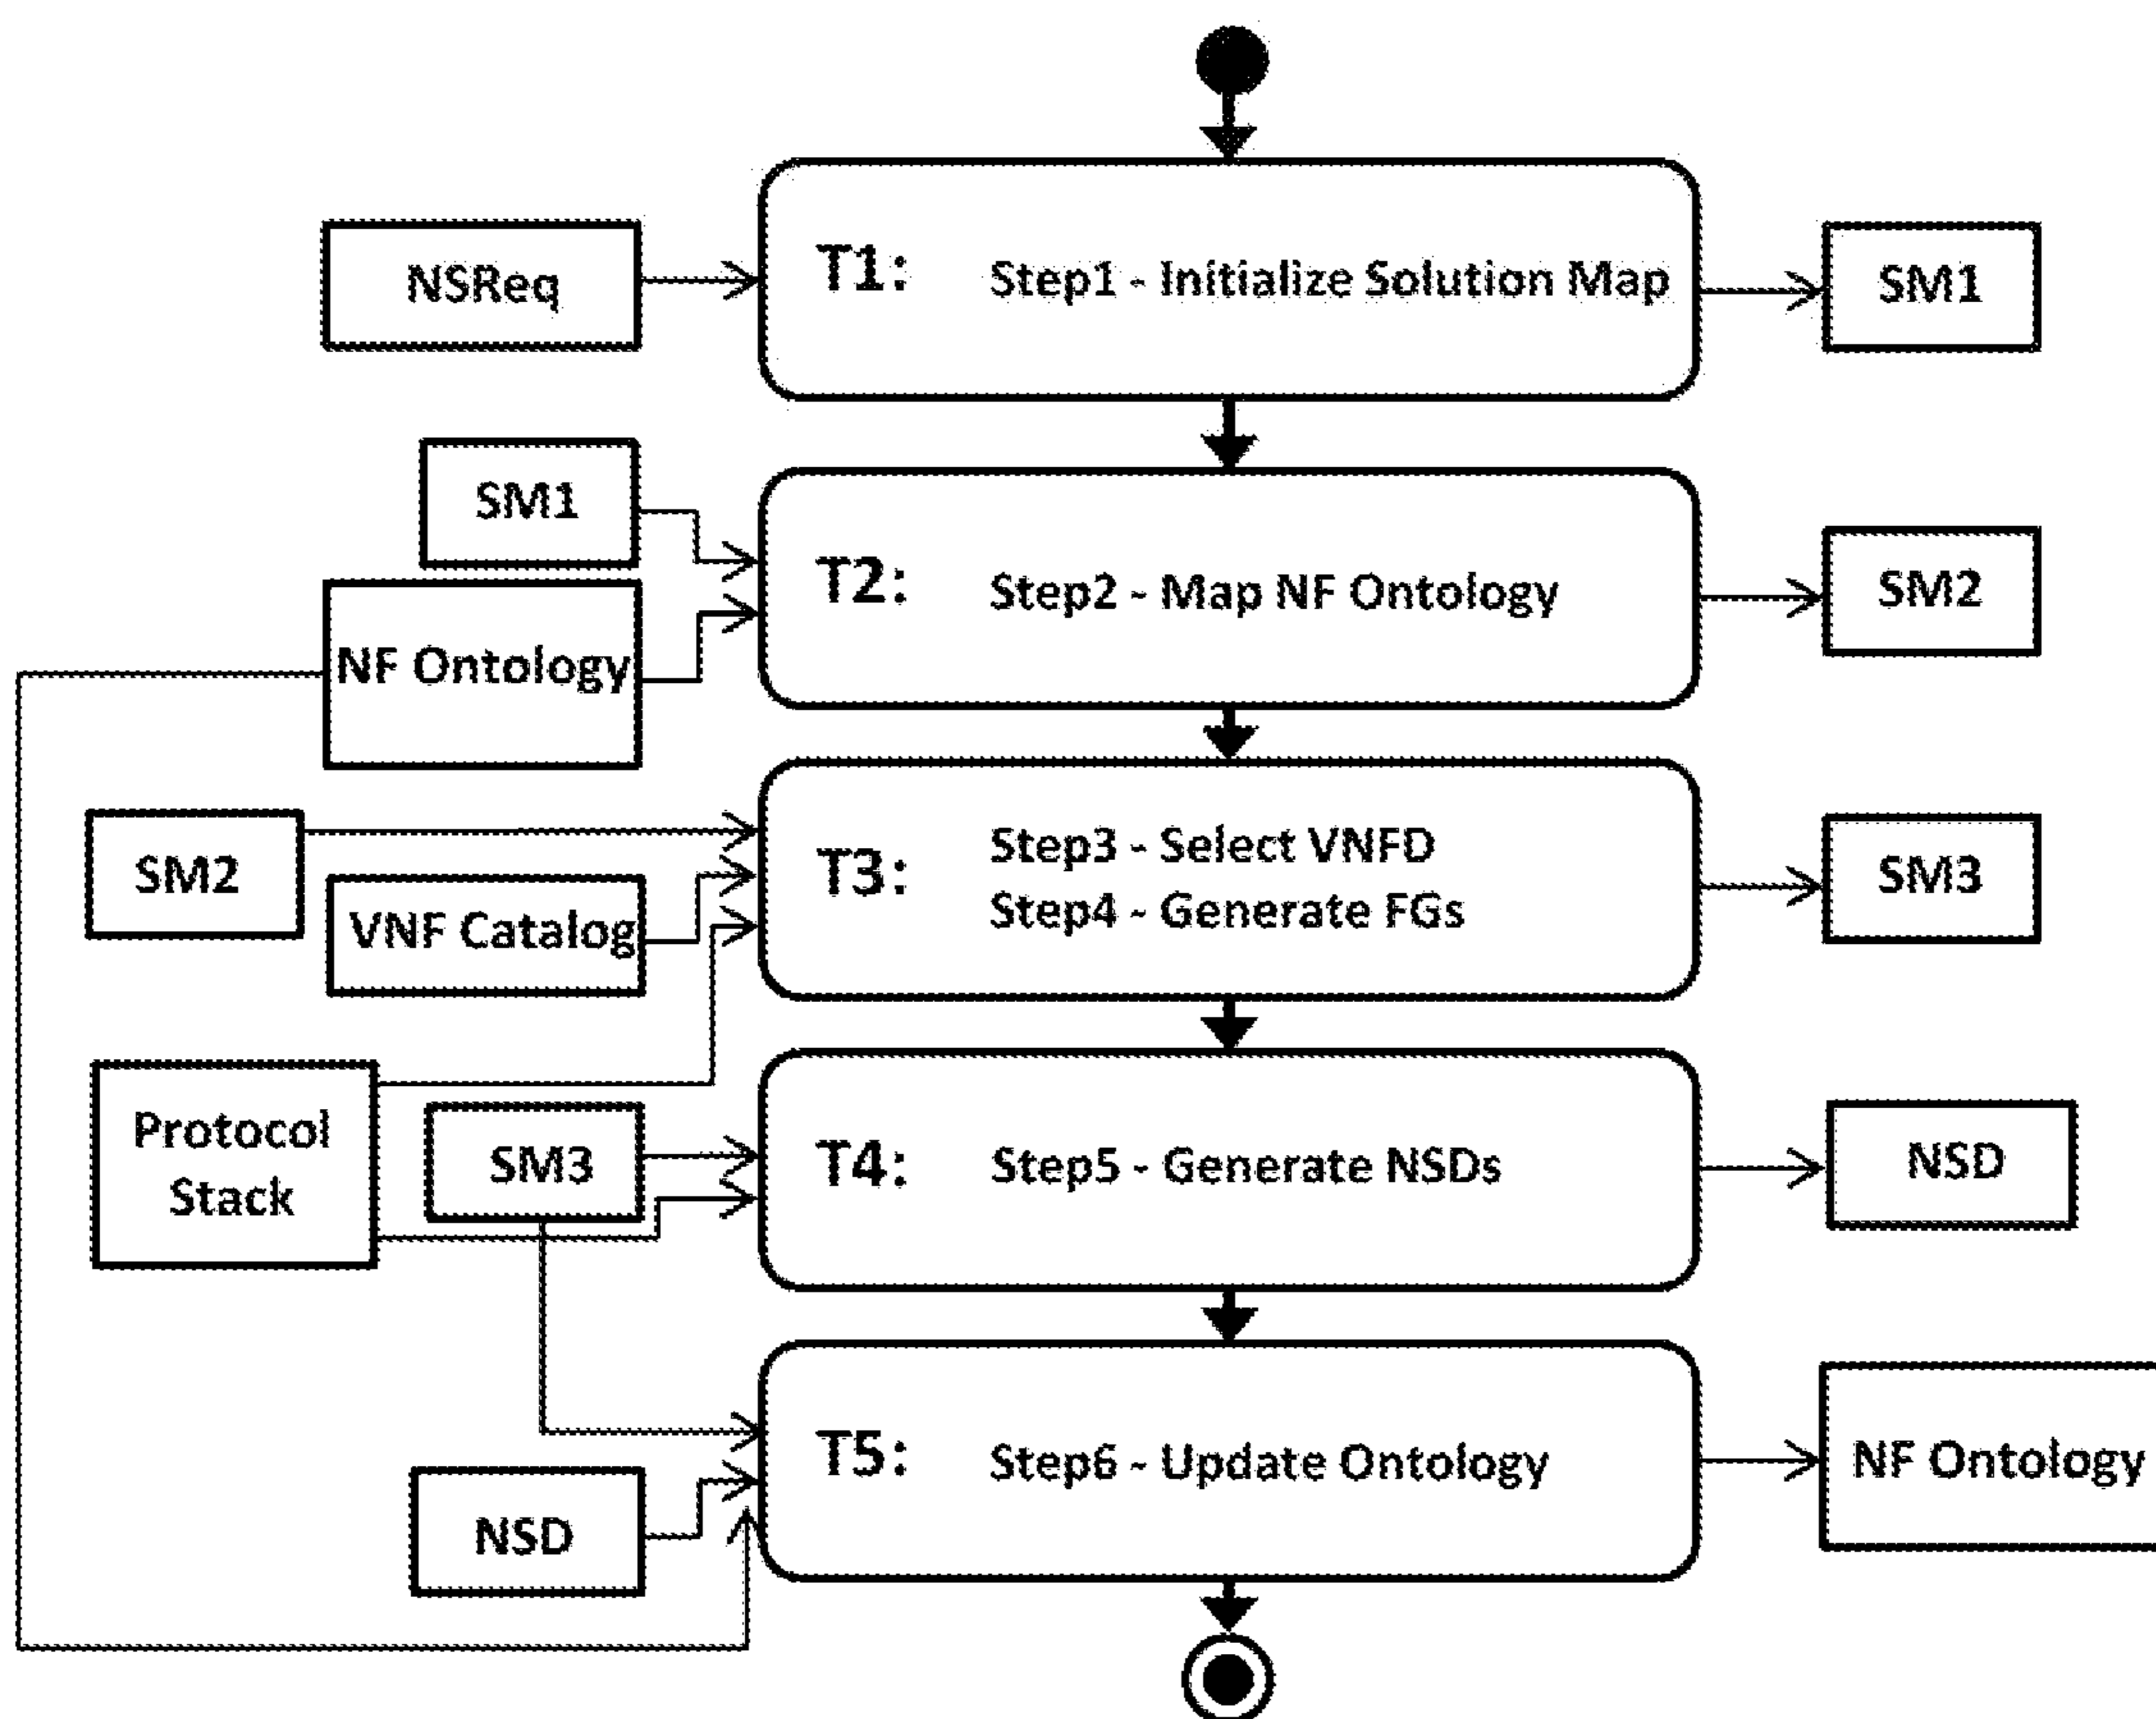 NSReq
T1:
Step1 - Initialize Solution Map
SM1
SM1
NF Ontology
T2:
Step2 - Map NF Ontology
SM2
SM2
VNF Catalog
T3:
Step3 - Select VNFD
Step4 - Generate FGs
SM3
Protocol
Stack
SM3
T4:
Step5 - Generate NSDs
NSD
NSD
T5:
Step6 - Update Ontology
NF Ontology